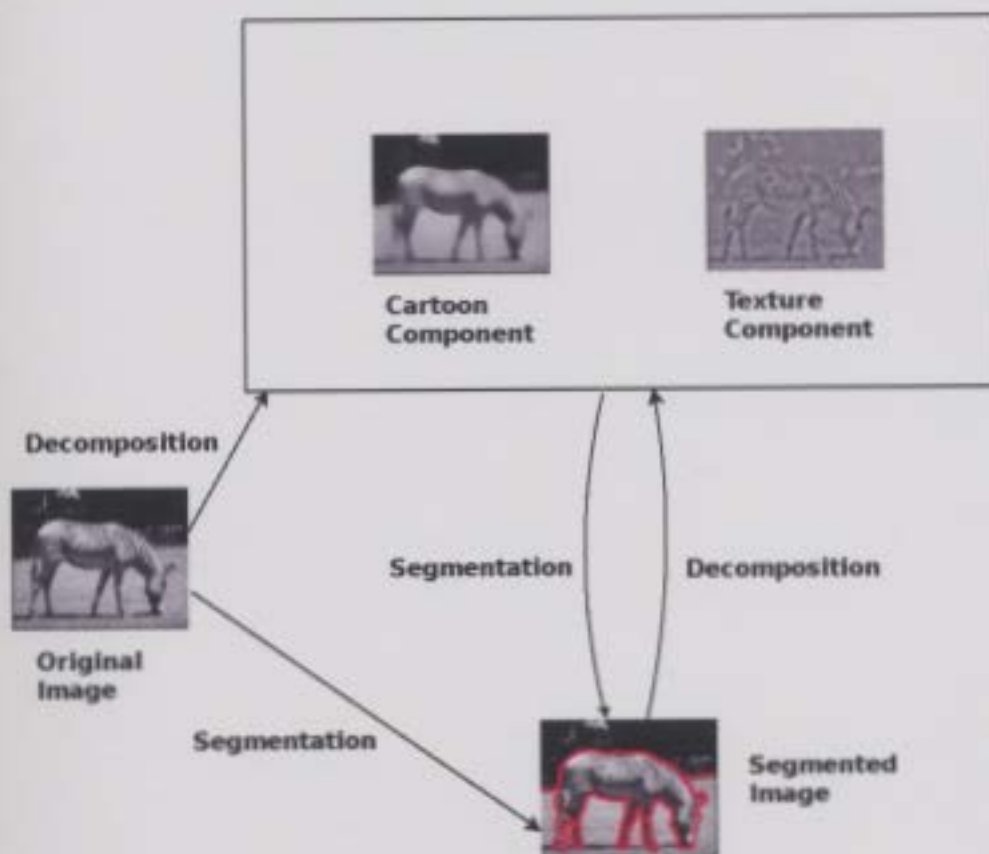 Cartoon
Component
Texture
Component
Decomposition
Segmentation
Decomposition
Original
Image
Segmentation
Segmented
Image